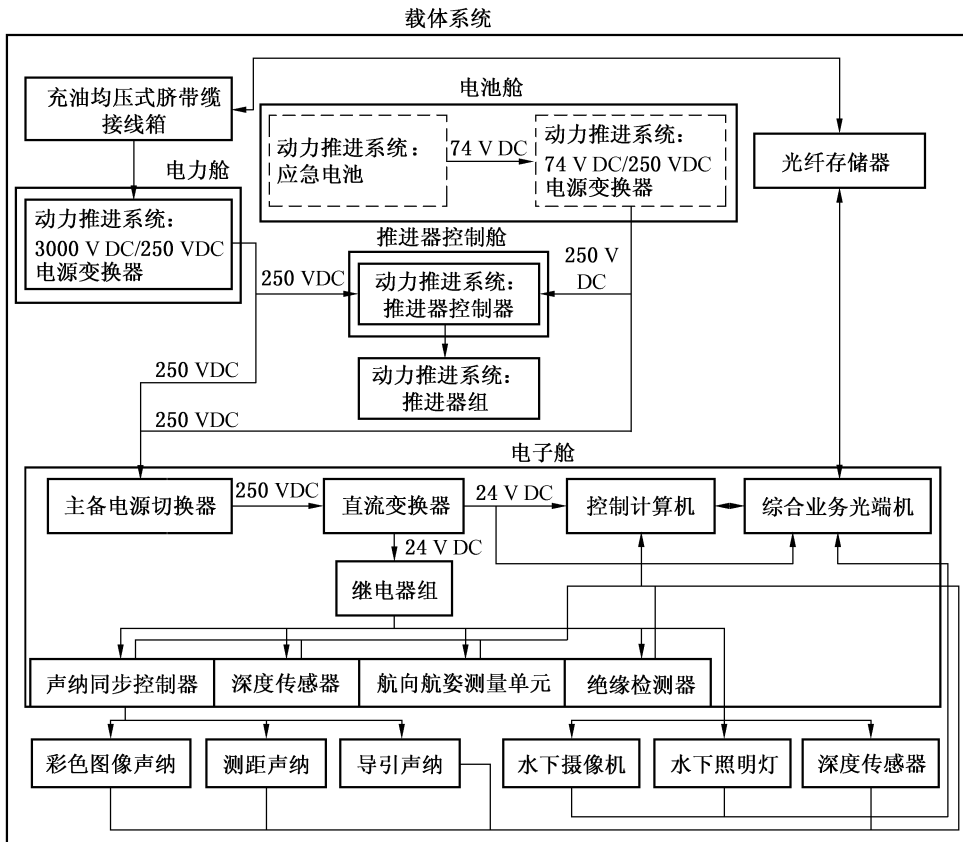 载体系统
充油均压式脐带缆
接线箱
电池舱
动力推进系统：
应急电池
74 V DC
动力推进系统：
74 V DC/250 VDC
电源变换器
光纤存储器
电力舱
动力推进系统：
3000 V DC/250 VDC
电源变换器
250 VDC
推进器控制舱
动力推进系统：
推进器控制器
250 V
DC
动力推进系统：
推进器组
250 VDC
250 VDC
电子舱
主备电源切换器
250 VDC
直流变换器
24 V DC
控制计算机
综合业务光端机
24 V DC
继电器组
声纳同步控制器
深度传感器
航向航姿测量单元
绝缘检测器
彩色图像声纳
测距声纳
导引声纳
水下摄像机
水下照明灯
深度传感器